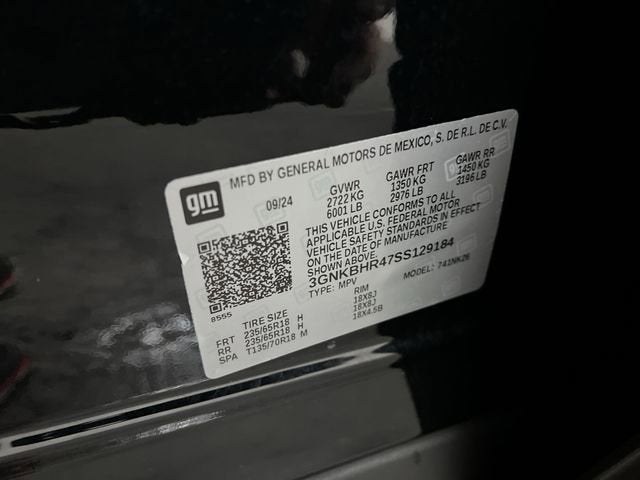 gm
MFD BY GENERAL MOTORS DE MEXICO, S. DE R.L. DE C.V.
09/24
GVWR
2722 KG
6001 LB
GAWR FRT
1350 KG
2976 LB
GAWR RR
1450 KG
3196 LB
THIS VEHICLE CONFORMS TO ALL
APPLICABLE U.S. FEDERAL MOTOR
VEHICLE SAFETY STANDARDS IN EFFECT
ON THE DATE OF MANUFACTURE
SHOWN ABOVE.
3GNKBHR47SS129184
TYPE: MPV
MODEL: 741NK26
8555
TIRE SIZE
RIM
FRT 235/65R18 H 18X8J
RR 235/65R18 H 18X8J
SPA T135/70R18 M 18X4.5B